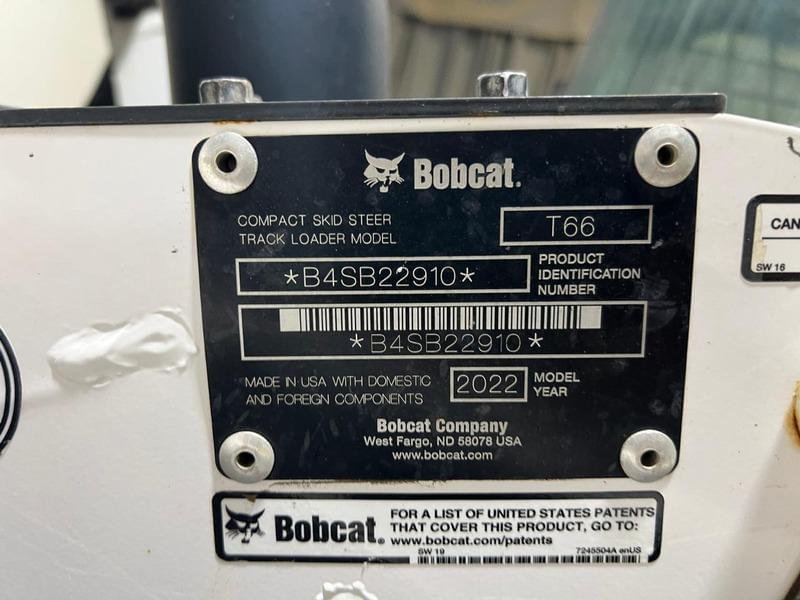 Bobcat.
COMPACT SKID STEER
TRACK LOADER MODEL
T66
*B4SB22910*
PRODUCT
IDENTIFICATION
NUMBER
*B4SB22910*
MADE IN USA WITH DOMESTIC
AND FOREIGN COMPONENTS
2022
MODEL
YEAR
Bobcat Company
West Fargo, ND 58078 USA
www.bobcat.com
CAN
SW 16
Bobcat.
FOR A LIST OF UNITED STATES PATENTS
THAT COVER THIS PRODUCT, GO TO:
www.bobcat.com/patents
SW 19
7245504A enUS